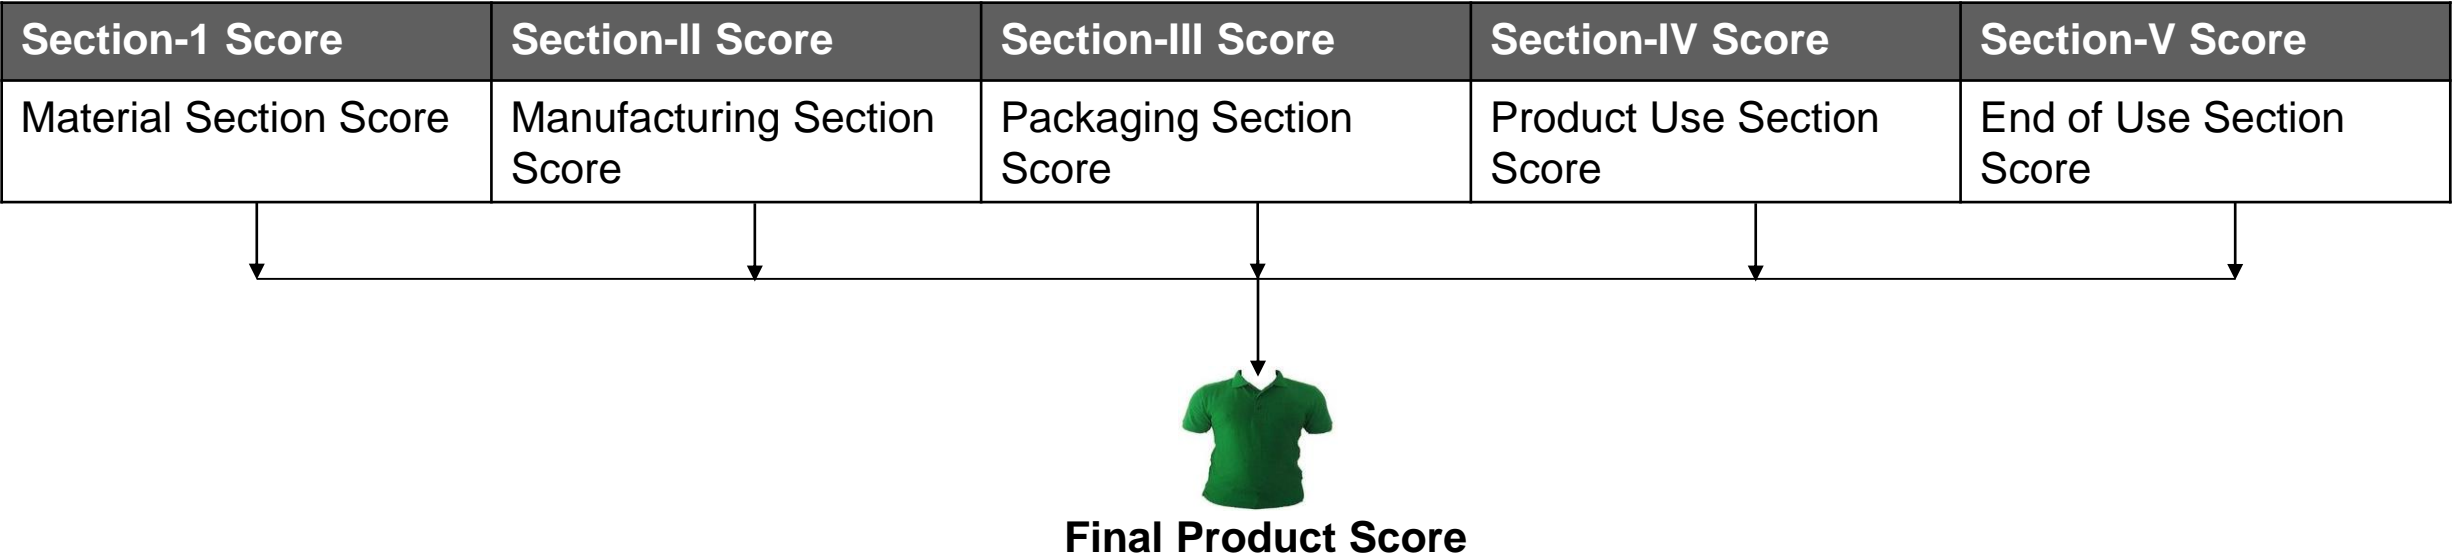 Section-1 Score
Section-II Score
Section-III Score
Section-IV Score
Section-V Score
Material Section Score
Manufacturing Section
Score
Packaging Section
Score
Product Use Section
Score
End of Use Section
Score
Final Product Score